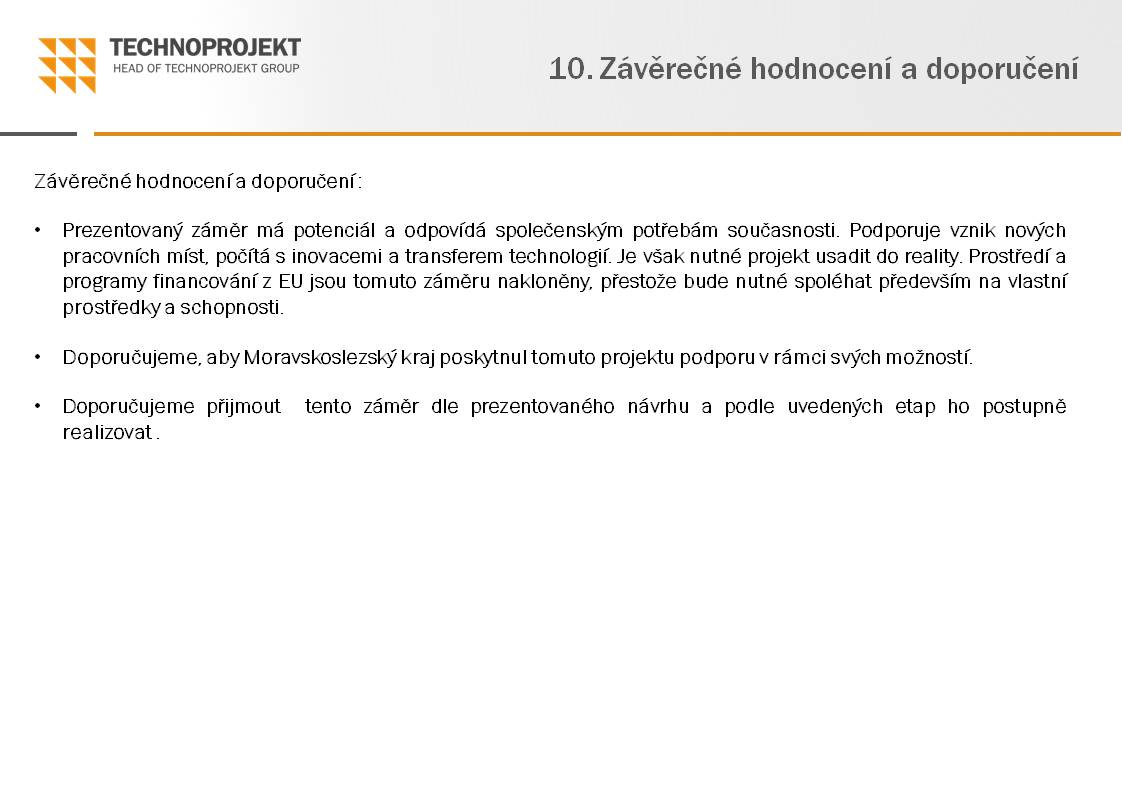 TECHNOPROJEKT
HEAD OF TECHNOPROJEKT GROUP
10. Závěrečné hodnocení a doporučení
Závěrečné hodnocení a doporučení :
• Prezentovaný záměr má potenciál a odpovídá společenským potřebám současnosti. Podporuje vznik nových
pracovních míst, počítá s inovacemi a transferem technologií. Je však nutné projekt usadit do reality. Prostředí a
programy financování z EU jsou tomuto záměru nakloněny, přestože bude nutné spoléhat především na vlastní
prostředky a schopnosti.
• Doporučujeme, aby Moravskoslezský kraj poskytnul tomuto projektu podporu v rámci svých možností.
• Doporučujeme přijmout tento záměr dle prezentovaného návrhu a podle uvedených etap ho postupně
realizovat .